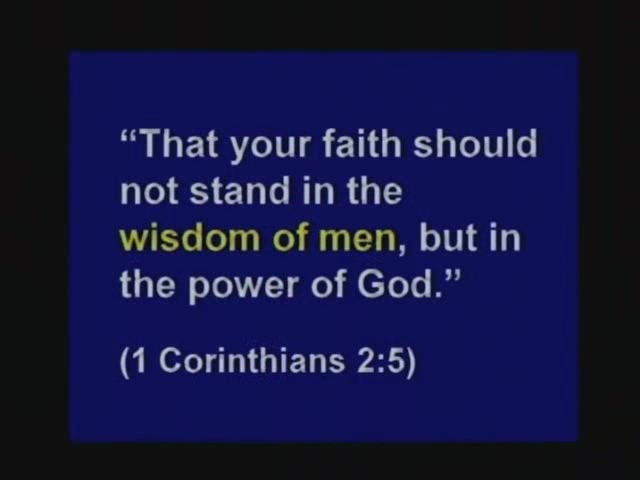 “That your faith should
not stand in the
wisdom of men, but in
the power of God.”
(1 Corinthians 2:5)